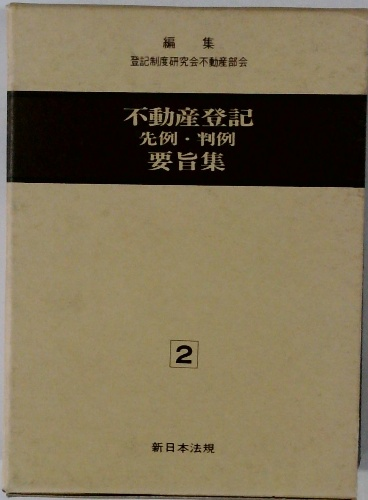 編集
登記制度研究会不動産部会
不動産登記
先例・判例
要旨集
2
新日本法規